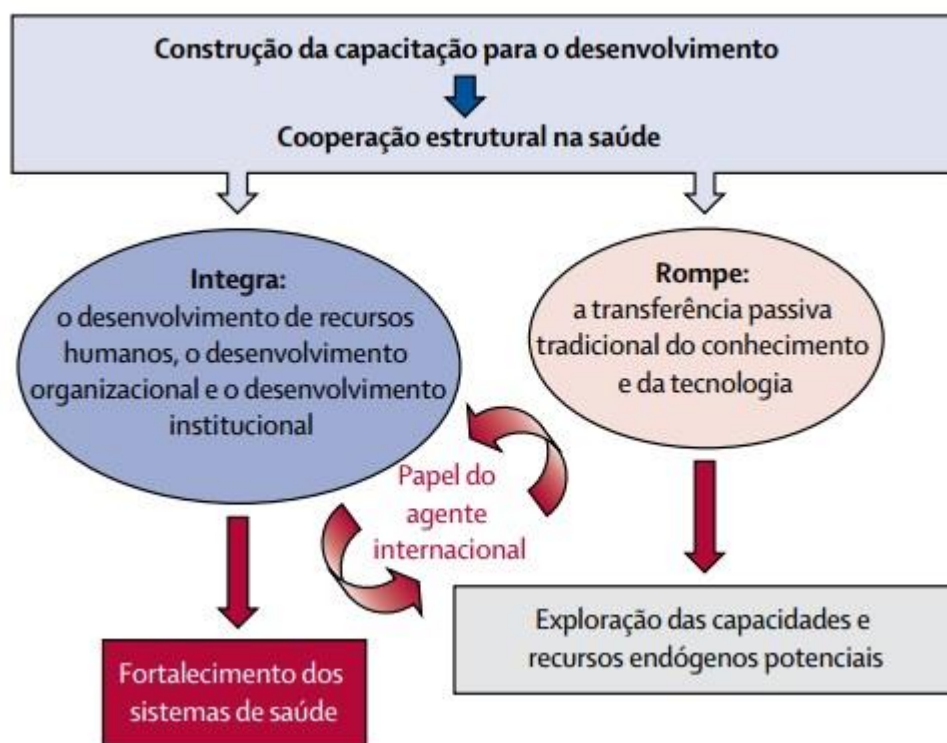 Construção da capacitação para o desenvolvimento
Cooperação estrutural na saúde
Integra:
o desenvolvimento de recursos
humanos, o desenvolvimento
organizacional e o desenvolvimento
institucional
Rompe:
a transferência passiva
tradicional do conhecimento
e da tecnologia
Papel do
agente
internacional
Fortalecimento dos
sistemas de saúde
Exploração das capacidades e
recursos endógenos potenciais